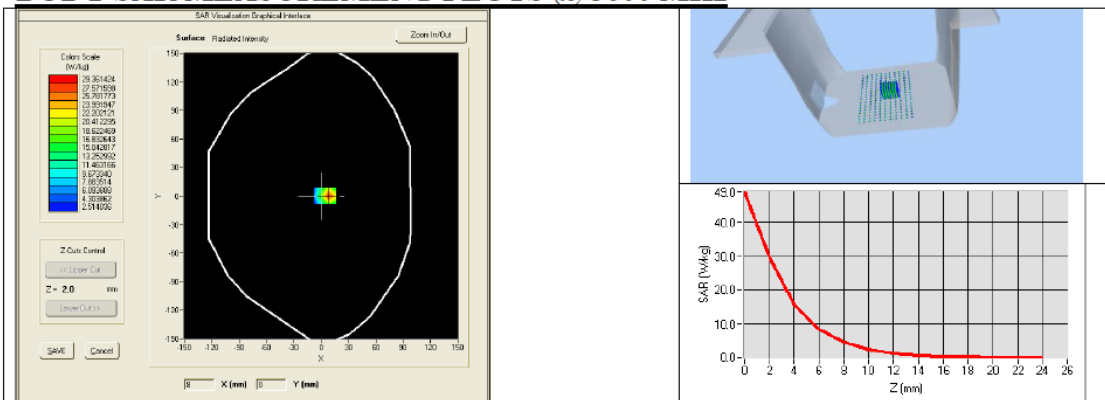 SAR Visualisation Graphical Interface
Surface Radiated Intensity
Zoom In/Out
Colors Scale
(W/kg)
29.361424
27.571598
25.781773
23.991947
22.202121
20.412295
18.622469
16.832643
15.042817
13.252992
11.463166
9.673340
7.883514
6.093688
4.303862
2.514036
150
120
90
60
30
0
-30
-60
-90
-120
-150
Y
-150 -120 -90 -60 -30 0 30 60 90 120 150
X
Z-Cuts Control
<< Upper Cut
Z = 2.0 mm
Lower Cut >>
SAVE Cancel
8 X (mm) 0 Y (mm)
49.0
40.0
30.0
20.0
10.0
0.0
SAR (W/kg)
0 2 4 6 8 10 12 14 16 18 20 22 24 26
Z (mm)